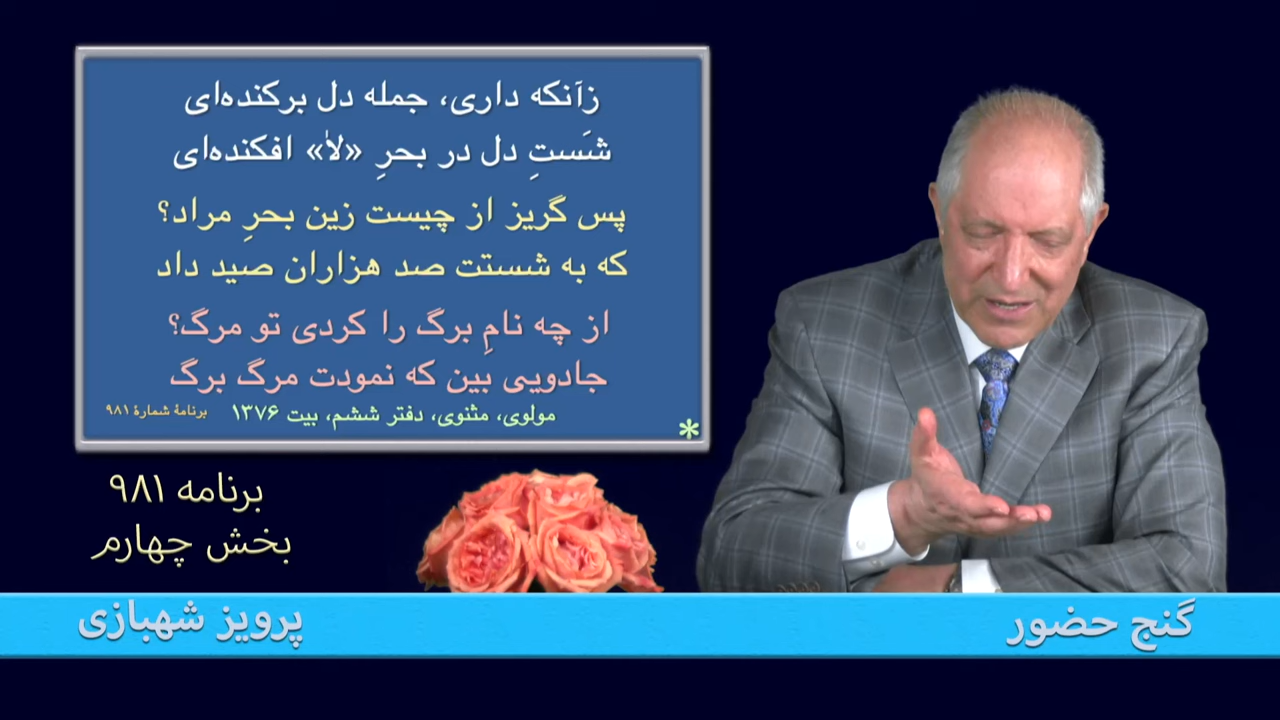 زآنکه داری، جمله دل برکنده‌ای
شَستِ دل در بحرِ «لاٰ» افکنده‌ای
پس گریز از چیست زین بحرِ مراد؟
که به شستت صد هزاران صید داد
از چه نامِ برگ را کردی تو مرگ؟
جادویی بین که نمودت مرگ برگ
مولوی، مثنوی، دفتر ششم، بیت ۱۳۷۶ برنامهٔ شمارهٔ ۹۸۱
*
برنامه ۹۸۱
بخش چهارم
گنج حضور
پرویز شهبازی